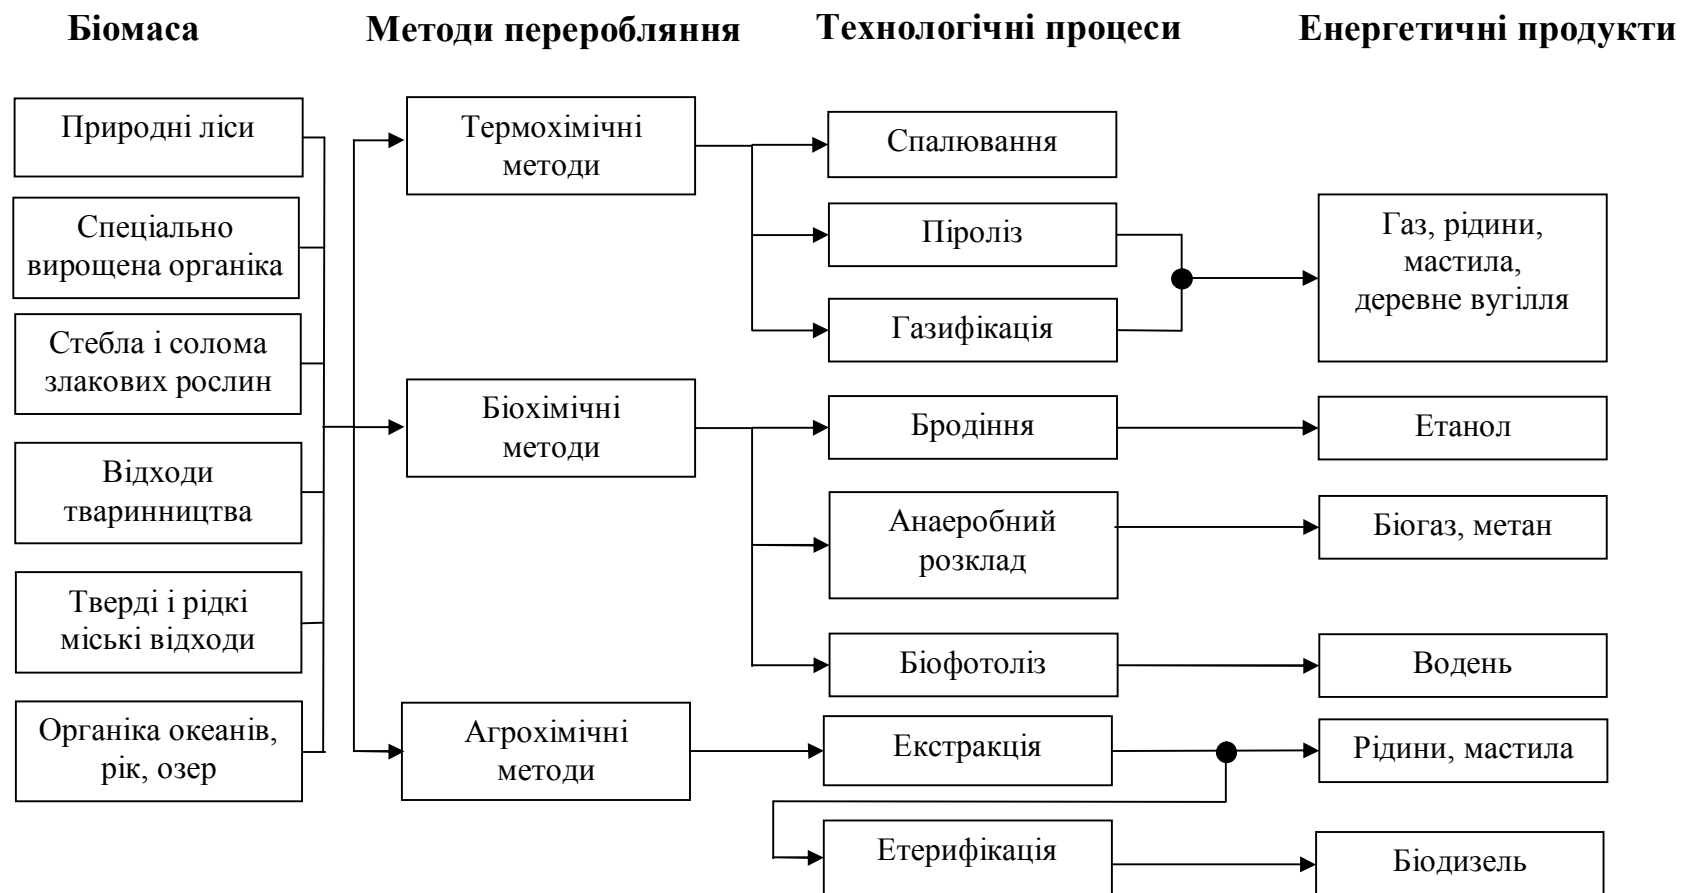 Біомаса
Методи переробляння
Технологічні процеси
Енергетичні продукти
Природні ліси
Спеціально
вирощена органіка
Стебла і солома
злакових рослин
Відходи
тваринництва
Тверді і рідкі
міські відходи
Органіка океанів,
рік, озер
Термохімічні
методи
Біохімічні
методи
Агрохімічні
методи
Спалювання
Піроліз
Газифікація
Бродіння
Анаеробний
розклад
Біофотоліз
Екстракція
Етерифікація
Газ, рідини,
мастила,
деревне вугілля
Етанол
Біогаз, метан
Водень
Рідини, мастила
Біодизель